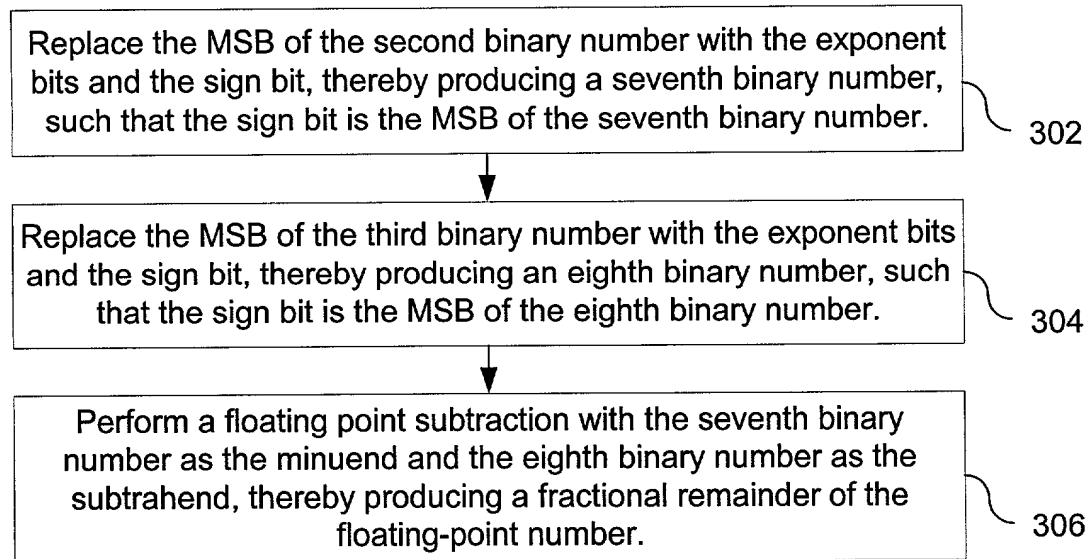 Replace the MSB of the second binary number with the exponent
bits and the sign bit, thereby producing a seventh binary number,
such that the sign bit is the MSB of the seventh binary number.
302
Replace the MSB of the third binary number with the exponent bits
and the sign bit, thereby producing an eighth binary number, such
that the sign bit is the MSB of the eighth binary number.
304
Perform a floating point subtraction with the seventh binary
number as the minuend and the eighth binary number as the
subtrahend, thereby producing a fractional remainder of the
floating-point number.
306